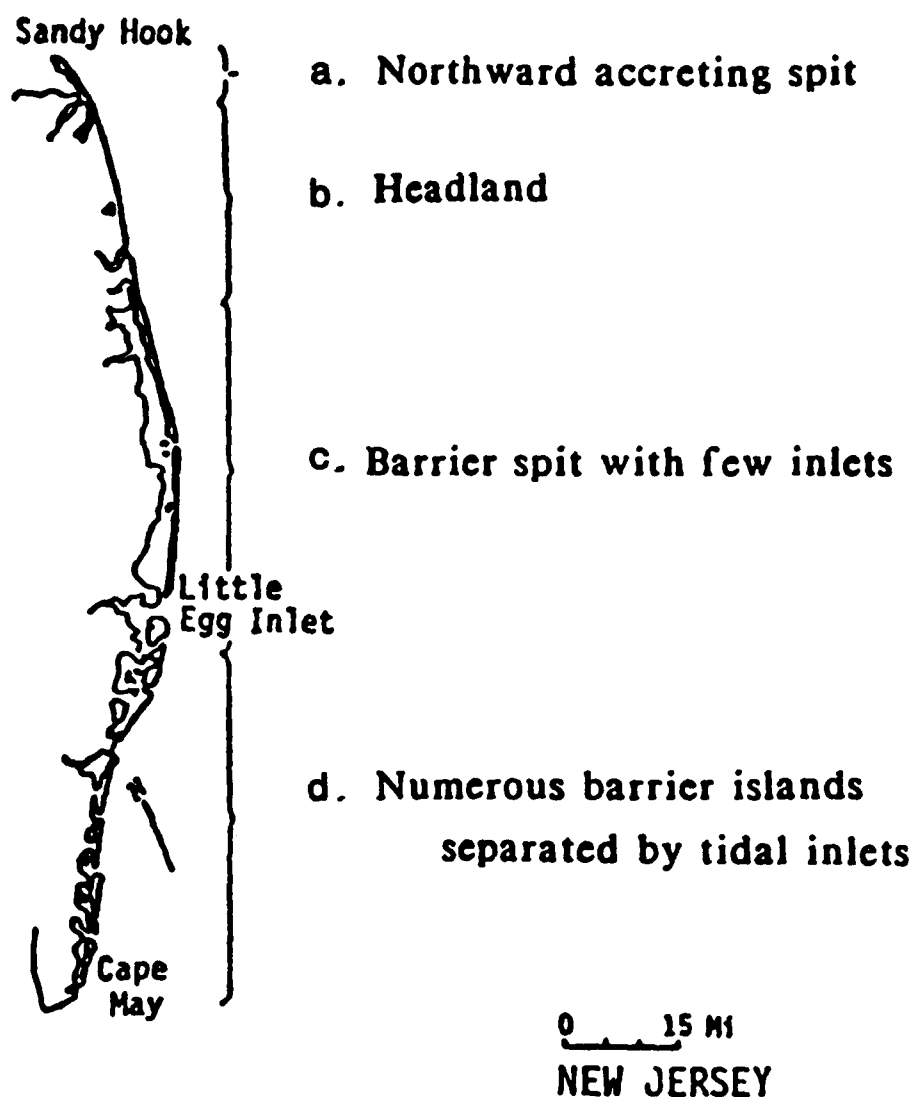 Sandy Hook
a. Northward accreting spit
b. Headland
c. Barrier spit with few inlets
Little
Egg Inlet
d. Numerous barrier islands
separated by tidal inlets
N
Cape
May
0 15 Mi
NEW JERSEY